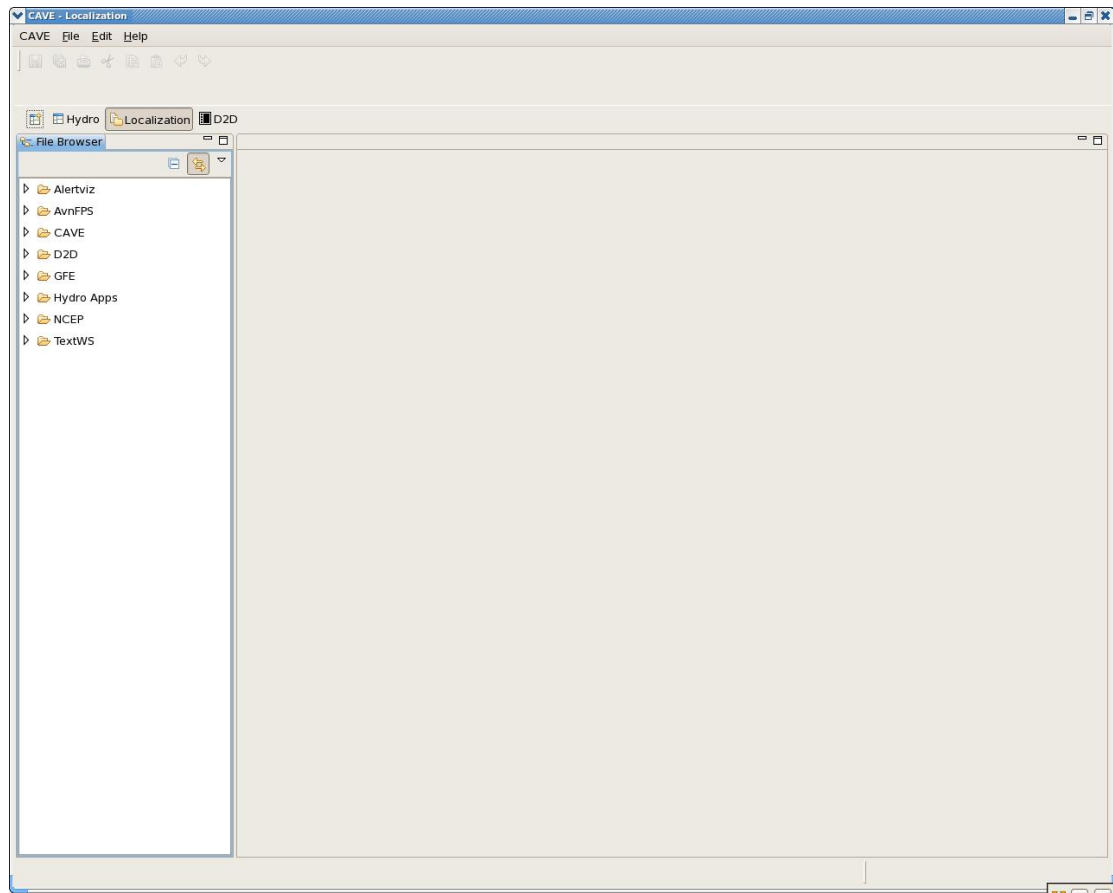 CAVE - Localization
CAVE File Edit Help
Hydro Localization D2D
File Browser
Alertviz
AvnFPS
CAVE
D2D
GFE
Hydro Apps
NCEP
TextWS